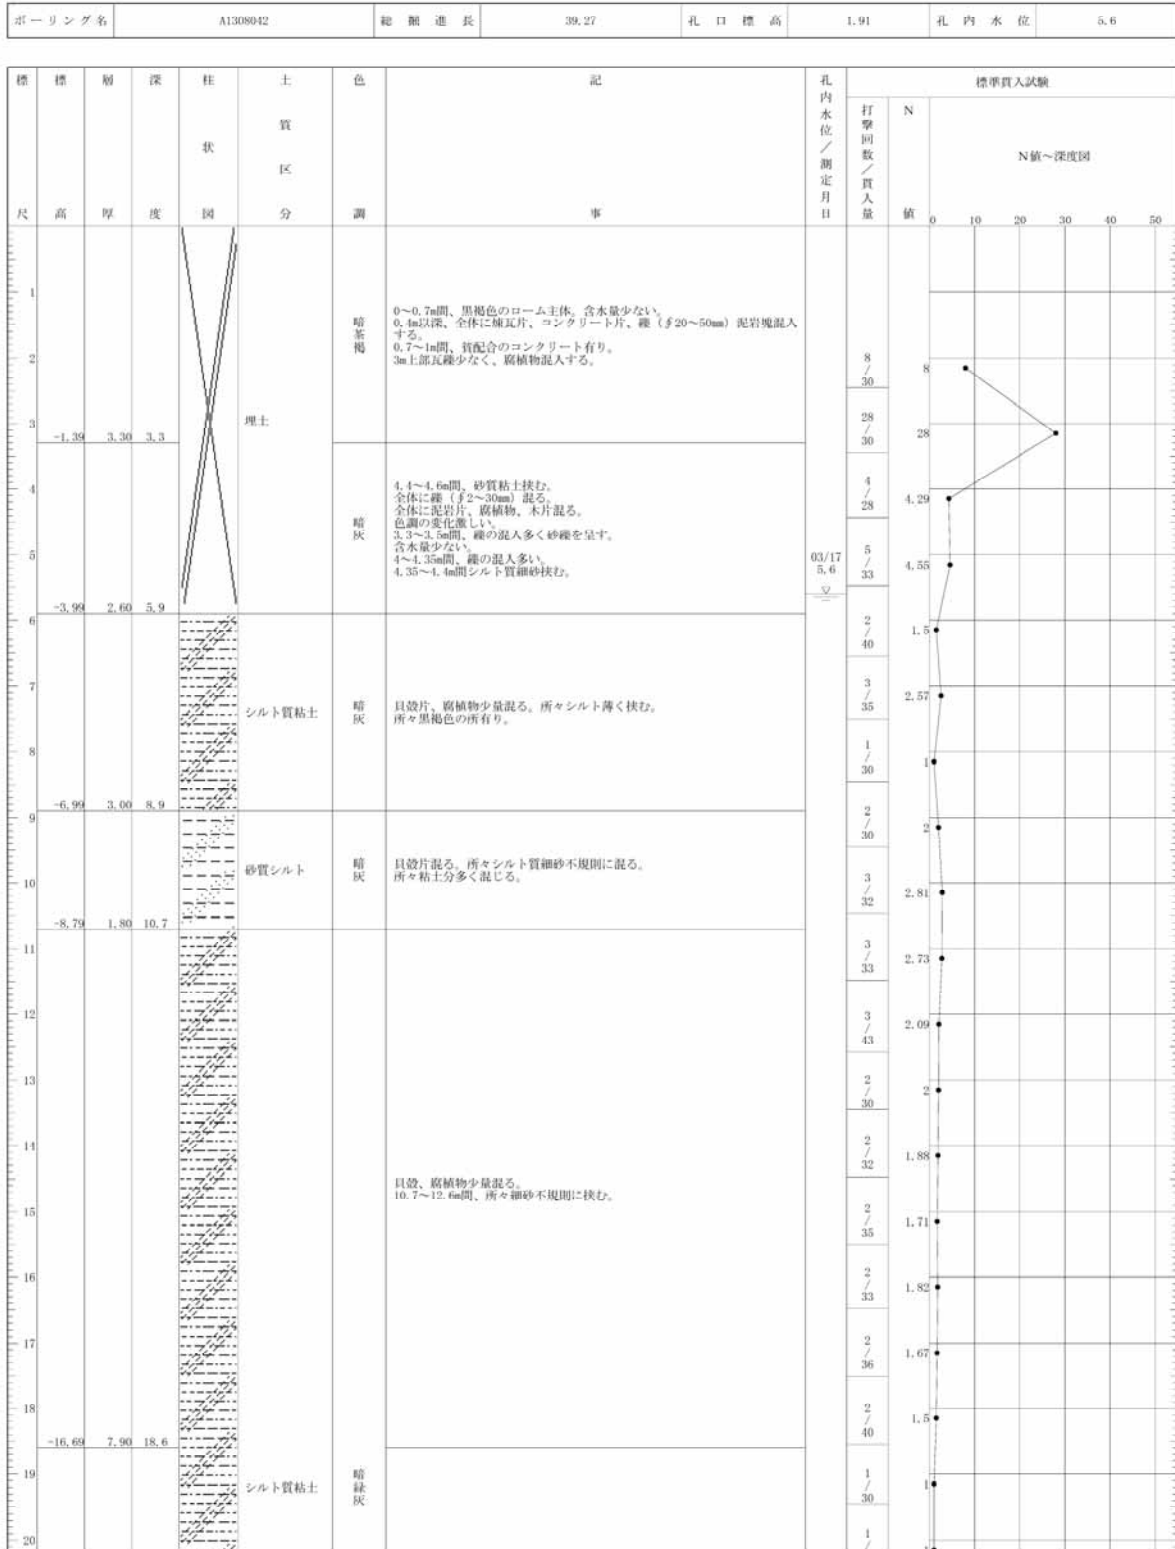 ボーリング名 A1308042 総掘進長 39.27 孔口標高 1.91 孔内水位 5.6
標尺 標高 層厚 深度 柱状図 土質区分 色調 記事 孔内水位/測定月日 標準貫入試験
打撃回数/貫入量 N値 N値~深度図
0 10 20 30 40 50
1
暗茶褐
0~0.7m間、黒褐色のローム主体。含水量少ない。
0.4m以深、全体に煉瓦片、コンクリート片、礫(∮20~50mm)泥岩塊混入
する。
0.7~1m間、貧配合のコンクリート有り。
3m上部瓦礫少なく、腐植物混入する。
2 8/30 8
埋土
3 28/30 28
-1.39 3.30 3.3
4 4/28 4.29
暗灰
4.4~4.6m間、砂質粘土挟む。
全体に礫(∮2~30mm)混る。
全体に泥岩片、腐植物、木片混る。
色調の変化激しい。
3.3~3.5m間、礫の混入多く砂礫を呈す。
含水量少ない。
4~4.35m間、礫の混入多い。
4.35~4.4m間シルト質細砂挟む。
5 03/17 5.6 5/33 4.55
-3.99 2.60 5.9
6 2/40 1.5
7 3/35 2.57
シルト質粘土 暗灰
貝殻片、腐植物少量混る。所々シルト薄く挟む。
所々黒褐色の所有り。
8 1/30 1
-6.99 3.00 8.9
9 2/30 2
砂質シルト 暗灰
貝殻片混る。所々シルト質細砂不規則に混る。
所々粘土分多く混じる。
10 3/32 2.81
-8.79 1.80 10.7
11 3/33 2.73
12 3/43 2.09
13 2/30 2
14 2/32 1.88
貝殻、腐植物少量混る。
10.7~12.6m間、所々細砂不規則に挟む。
15 2/35 1.71
16 2/33 1.82
17 2/36 1.67
18 2/40 1.5
-16.69 7.90 18.6
19 シルト質粘土 暗緑灰 1/30 1
20 1/